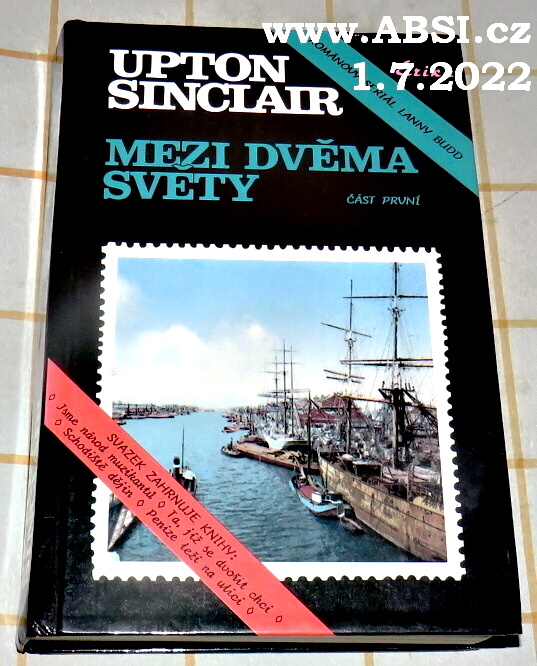 www.ABSI.cz
1.7.2022
UPTON
SINCLAIR
ROMÁNOVÝ SERIÁL LANNY BUDD
MEZI DVĚMA
SVĚTY
ČÁST PRVNÍ
SVAZEK ZAHRNUJE KNIHY:
◊ Jsme národ muzikantů ◊ Ta, jíž se dvořit chci
◊ Schodiště dějin ◊ Peníze leží na ulici ◊